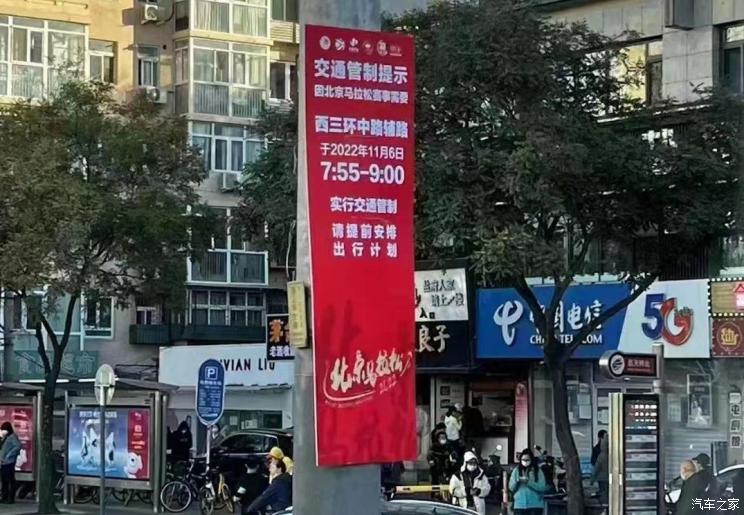 交通管制提示
因北京马拉松赛事需要
西三环中路辅路
于2022年11月6日
7:55-9:00
实行交通管制
请提前安排
出行计划
北京马拉松
VIVIAN LIU
中国电信
CHINA TELECOM
5G
P
汽车之家